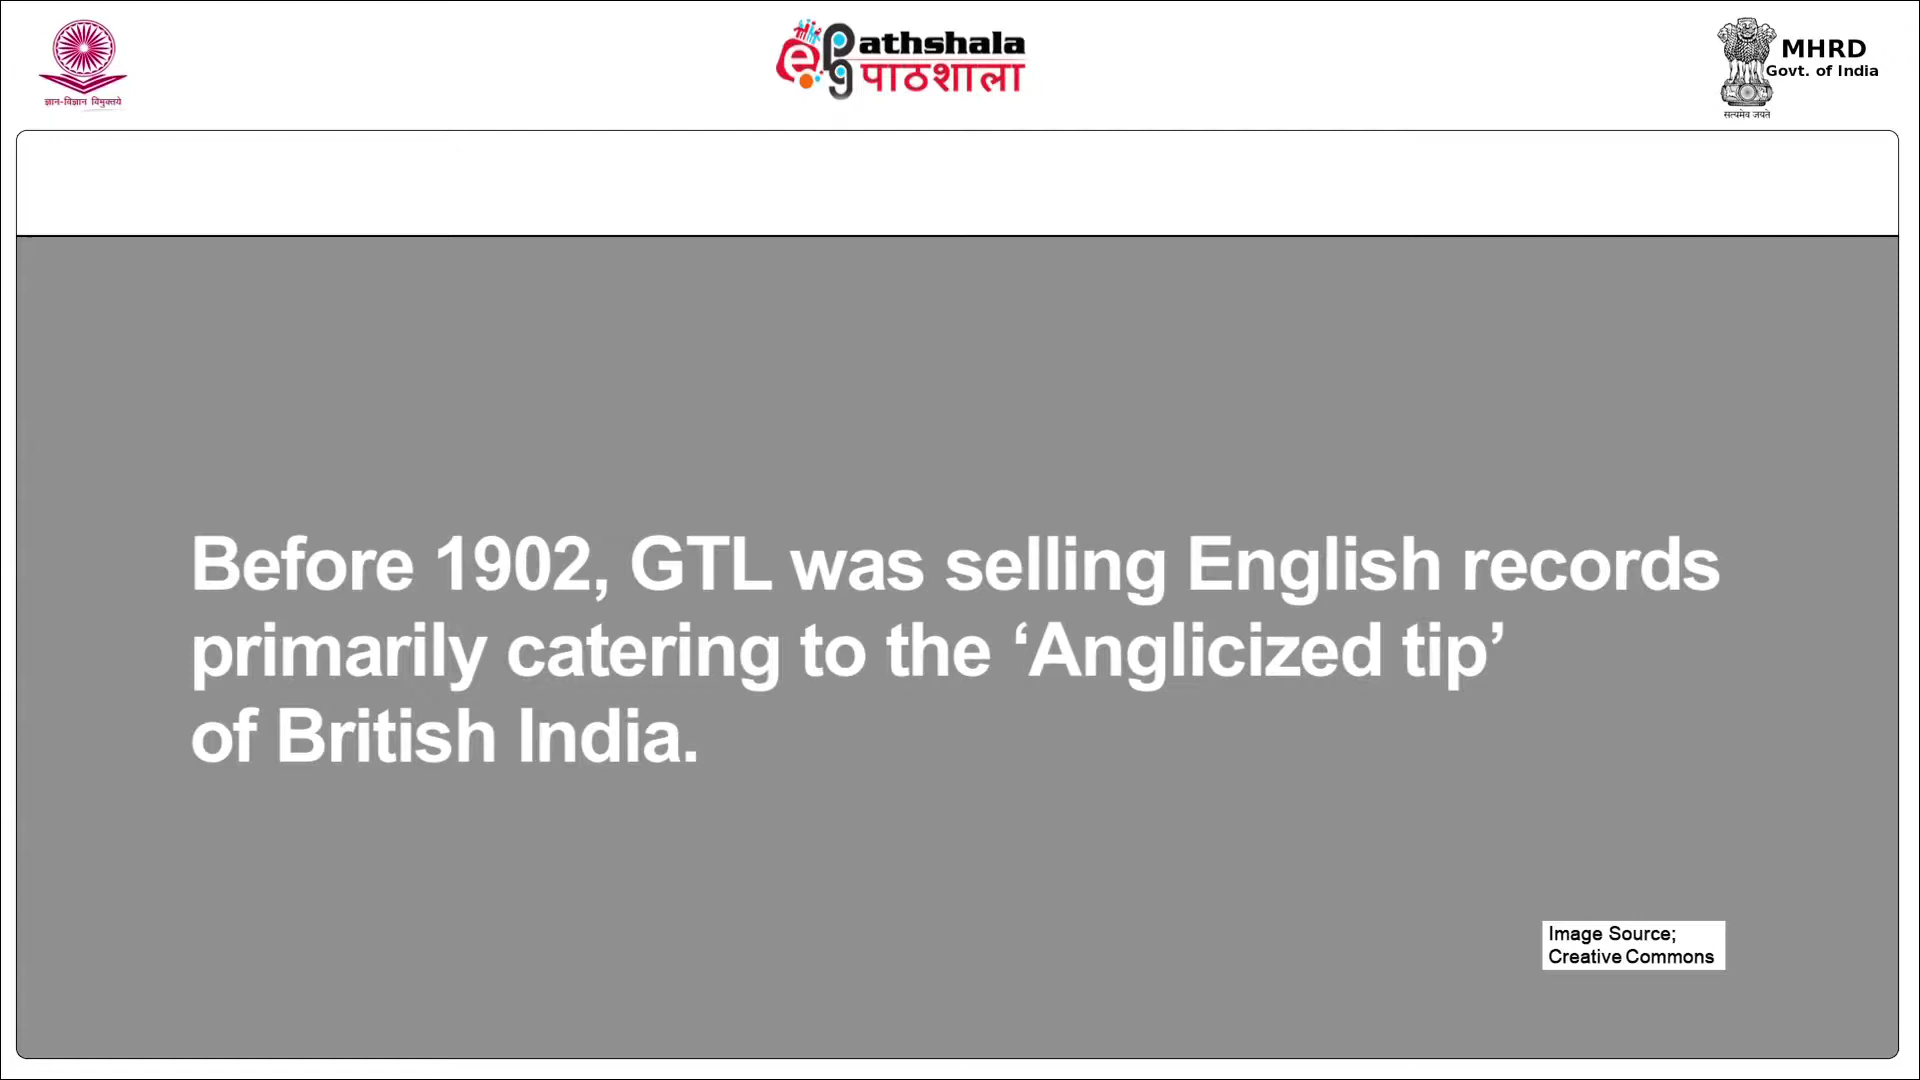 ज्ञान-विज्ञान विमुक्तये
ePG athshala
पाठशाला
MHRD
Govt. of India
सत्यमेव जयते
Before 1902, GTL was selling English records
primarily catering to the ‘Anglicized tip’
of British India.
Image Source;
Creative Commons